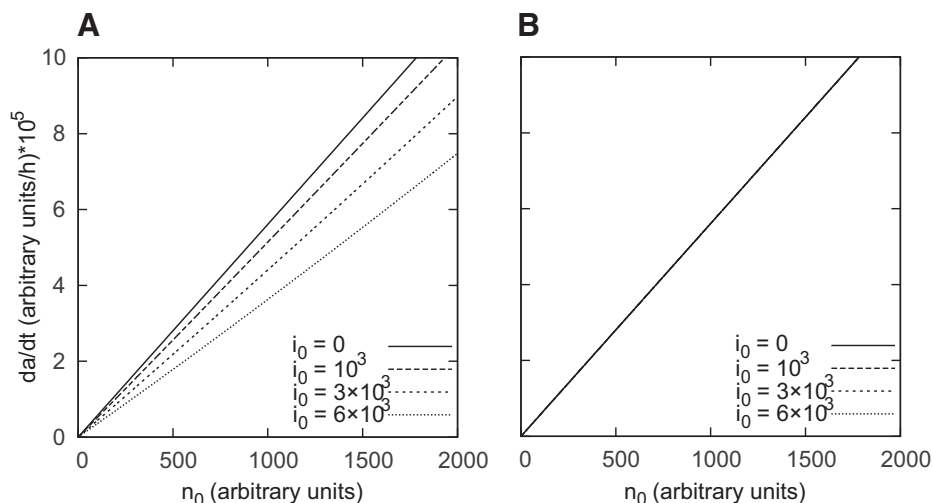 A
B
da/dt (arbitrary units/h)*10^5
10
8
6
4
2
0
i_0 = 0
i_0 = 10^3
i_0 = 3×10^3
i_0 = 6×10^3
0 500 1000 1500 2000
n_0 (arbitrary units)
i_0 = 0
i_0 = 10^3
i_0 = 3×10^3
i_0 = 6×10^3
0 500 1000 1500 2000
n_0 (arbitrary units)